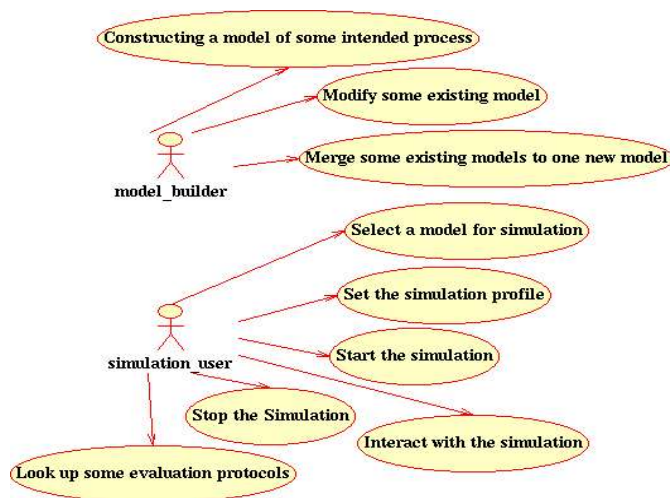 Constructing a model of some intended process
Modify some existing model
Merge some existing models to one new model
model_builder
Select a model for simulation
Set the simulation profile
Start the simulation
simulation_user
Stop the Simulation
Interact with the simulation
Look up some evaluation protocols